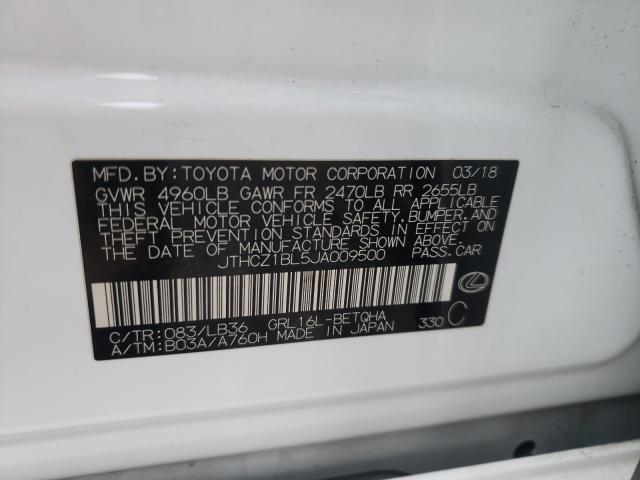 MFD.BY:TOYOTA MOTOR CORPORATION 03/18
GVWR 4960LB GAWR FR 2470LB RR 2655LB
THIS VEHICLE CONFORMS TO ALL APPLICABLE
FEDERAL MOTOR VEHICLE SAFETY,BUMPER,AND
THEFT PREVENTION STANDARDS IN EFFECT ON
THE DATE OF MANUFACTURE SHOWN ABOVE.
JTHCZ1BL5JA009500 PASS.CAR
C/TR:083/LB36 GRL16L-BETQHA
A/TM:B03A/A760H MADE IN JAPAN 330 C